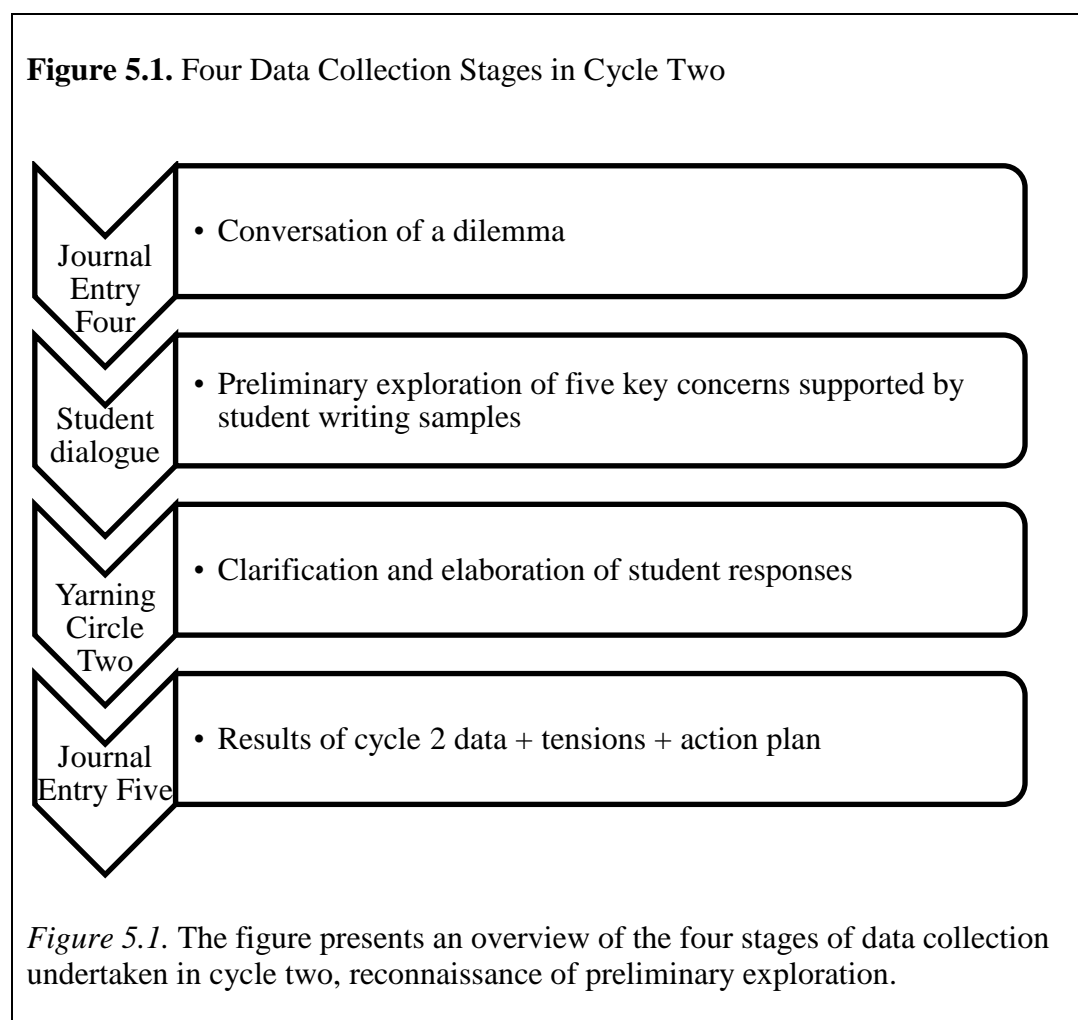 Figure 5.1. Four Data Collection Stages in Cycle Two
Journal
Entry
Four
• Conversation of a dilemma
Student
dialogue
• Preliminary exploration of five key concerns supported by
student writing samples
Yarning
Circle
Two
• Clarification and elaboration of student responses
Journal
Entry Five
• Results of cycle 2 data + tensions + action plan
Figure 5.1. The figure presents an overview of the four stages of data collection
undertaken in cycle two, reconnaissance of preliminary exploration.